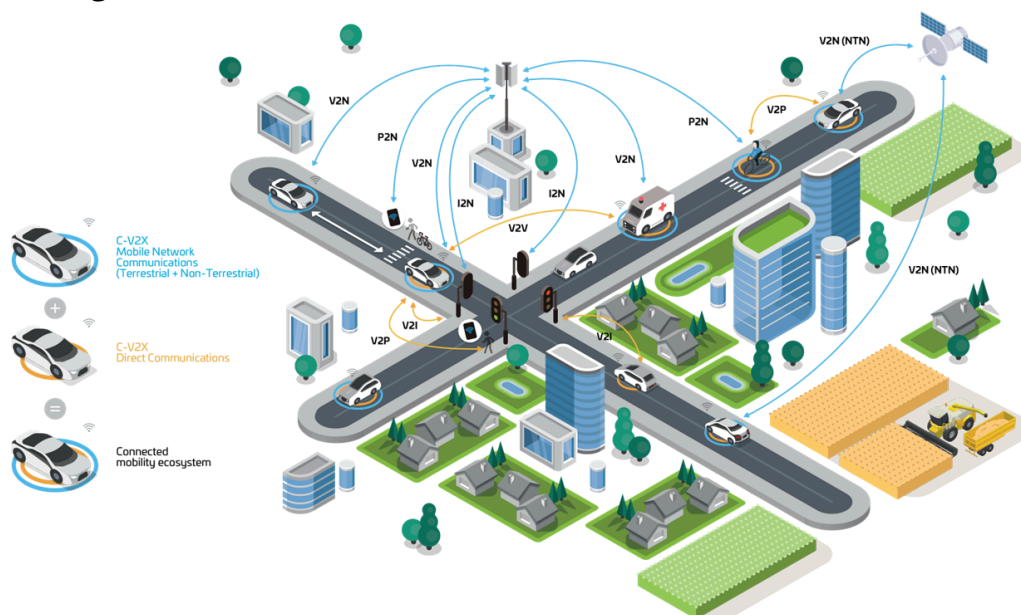 V2N (NTN)
V2N
P2N
V2N
I2N
I2N
V2N
P2N
V2P
V2V
V2N (NTN)
C-V2X
Mobile Network
Communications
(Terrestrial + Non-Terrestrial)
+
C-V2X
Direct Communications
=
Connected
mobility ecosystem
V2I
V2P
V2I